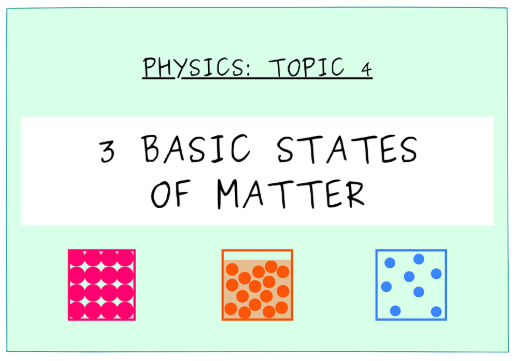 PHYSICS: TOPIC 4
3 BASIC STATES
OF MATTER